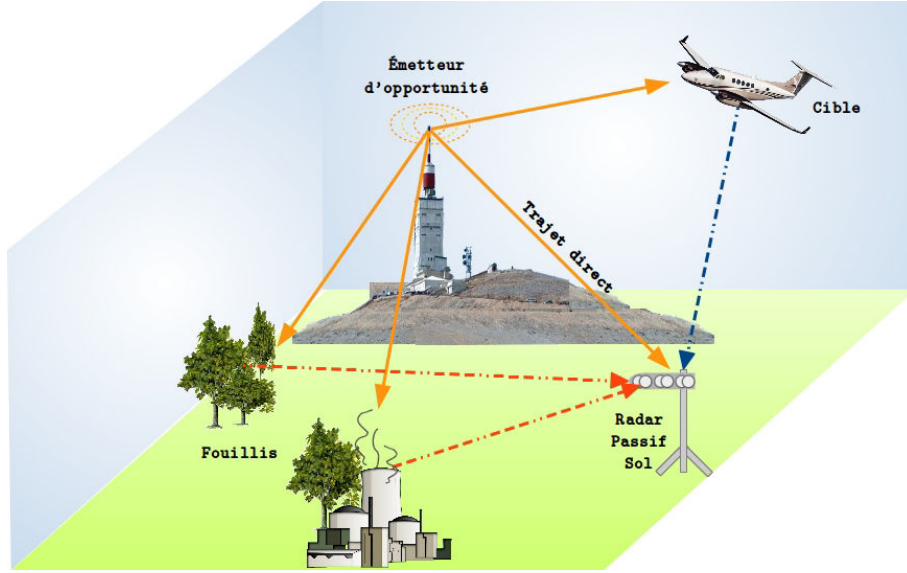 Émetteur
d'opportunité
Cible
Trajet direct
Fouillis
Radar
Passif
Sol